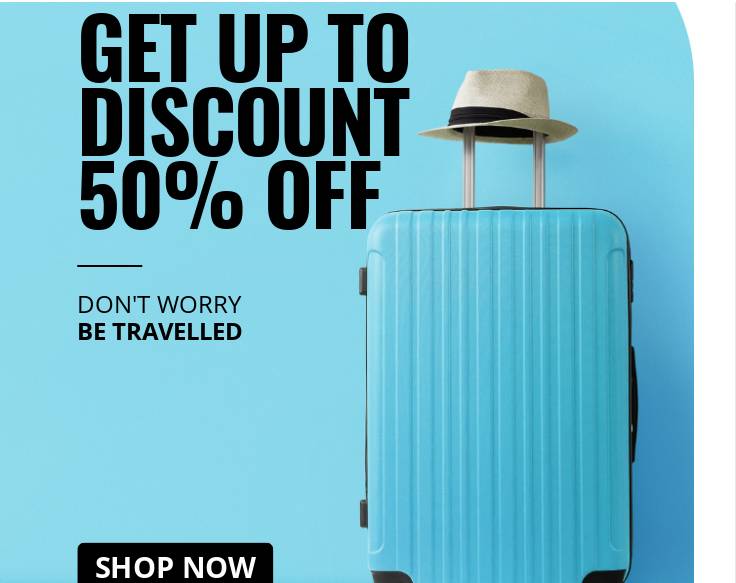 GET UP TO
DISCOUNT
50% OFF
DON'T WORRY
BE TRAVELLED
SHOP NOW